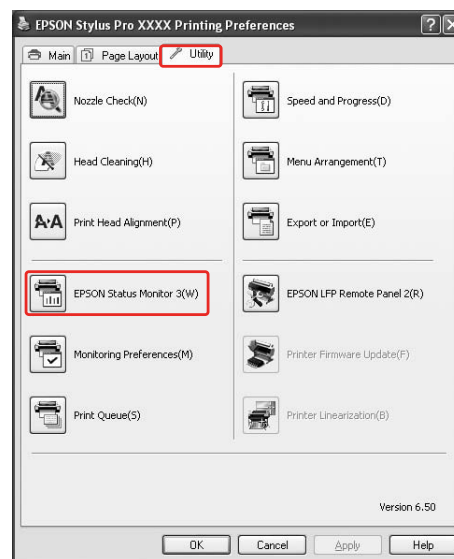 EPSON Stylus Pro XXXX Printing Preferences
Main Page Layout Utility
Nozzle Check(N)
Speed and Progress(D)
Head Cleaning(H)
Menu Arrangement(T)
A:A
Print Head Alignment(P)
Export or Import(E)
EPSON Status Monitor 3(W)
EPSON LFP Remote Panel 2(R)
Monitoring Preferences(M)
Printer Firmware Update(F)
Print Queue(S)
Printer Linearization(B)
Version 6.50
OK Cancel Apply Help